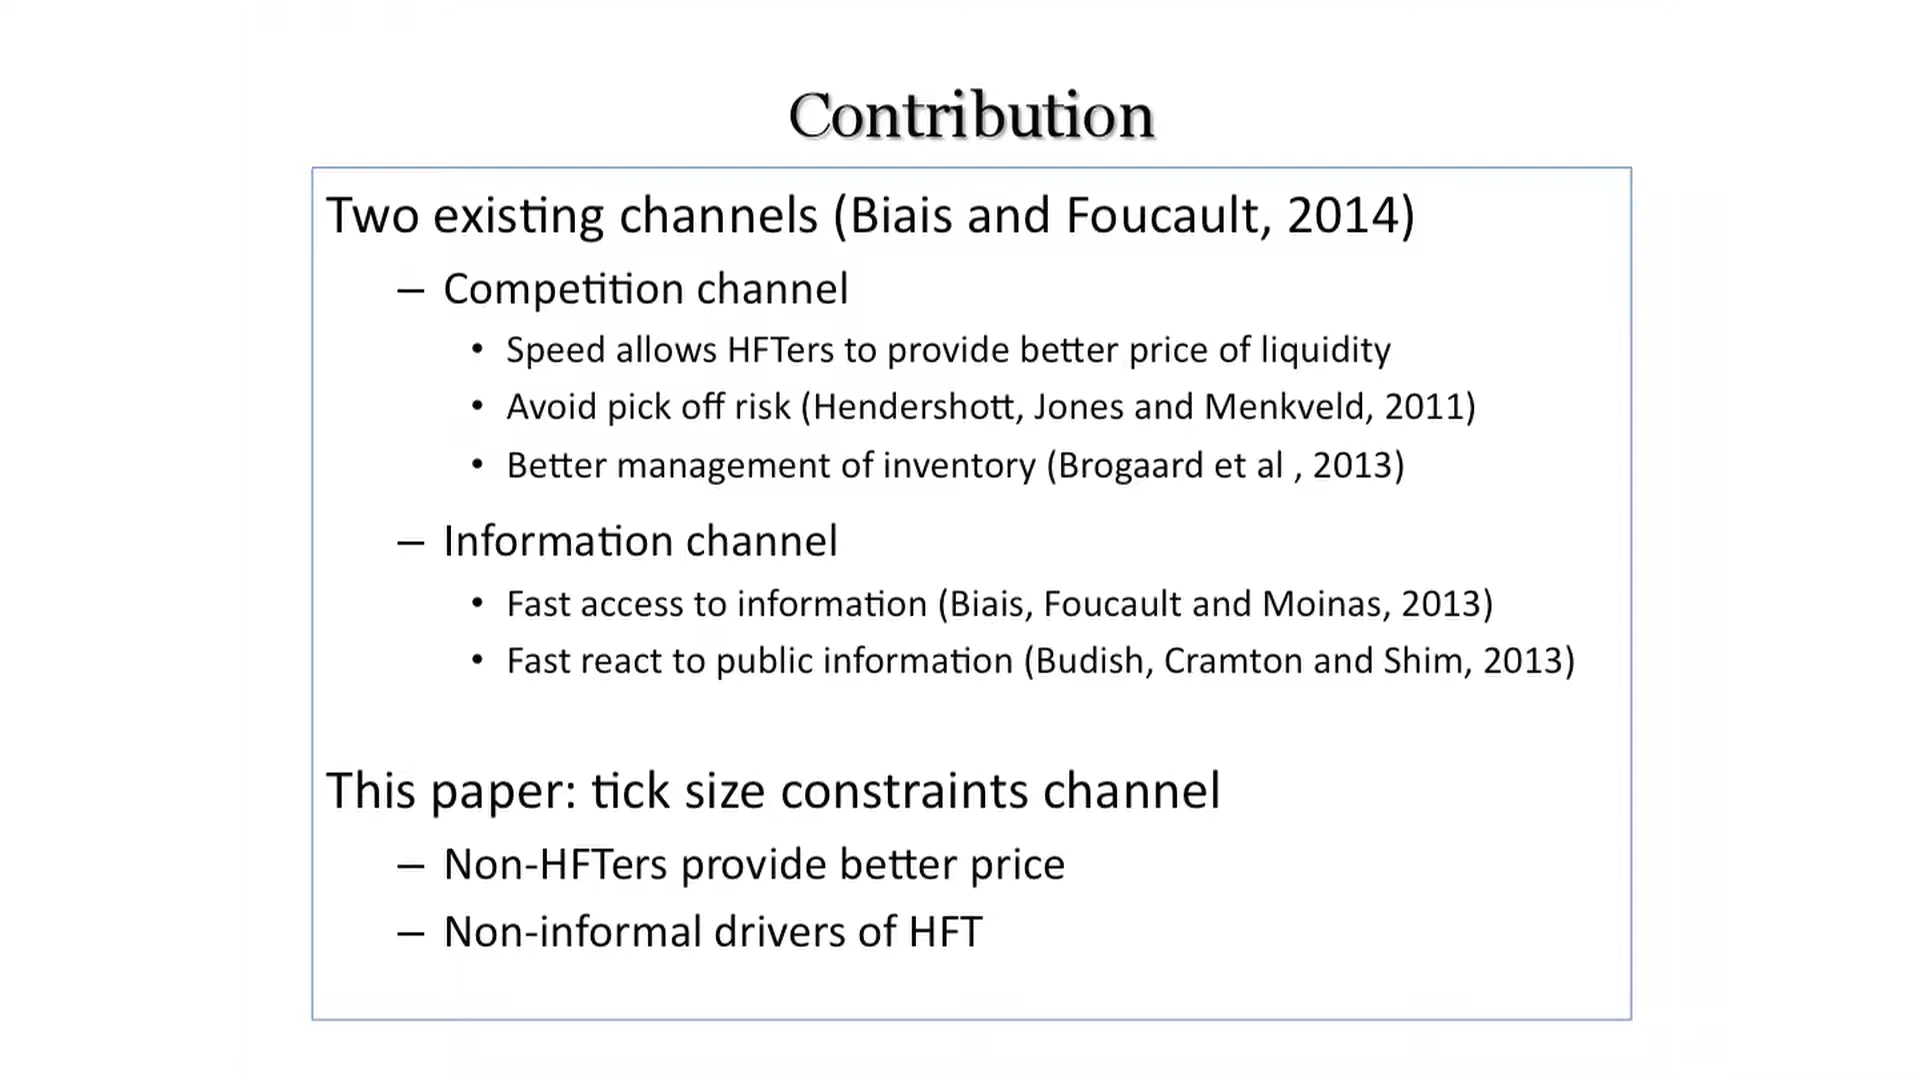 Contribution
Two existing channels (Biais and Foucault, 2014)
– Competition channel
• Speed allows HFTers to provide better price of liquidity
• Avoid pick off risk (Hendershott, Jones and Menkveld, 2011)
• Better management of inventory (Brogaard et al , 2013)
– Information channel
• Fast access to information (Biais, Foucault and Moinas, 2013)
• Fast react to public information (Budish, Cramton and Shim, 2013)
This paper: tick size constraints channel
– Non-HFTers provide better price
– Non-informal drivers of HFT